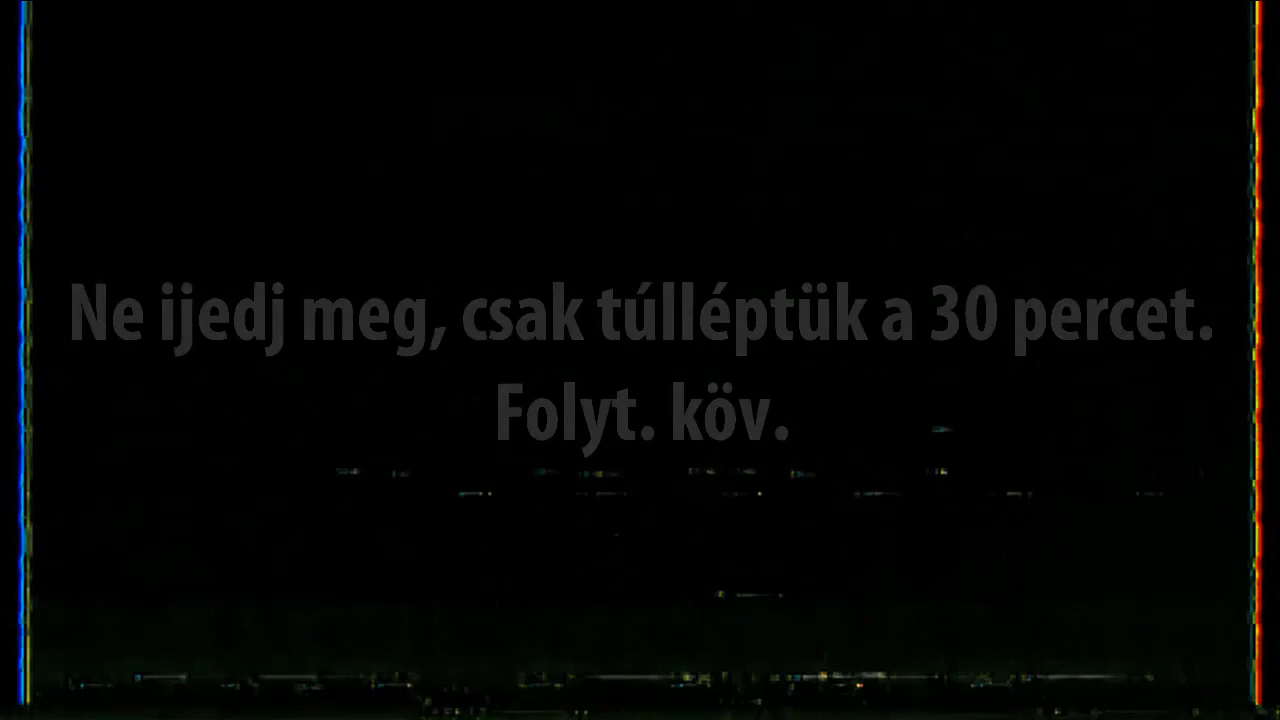 Ne ijedj meg, csak túlléptük a 30 percet.
Folyt. köv.